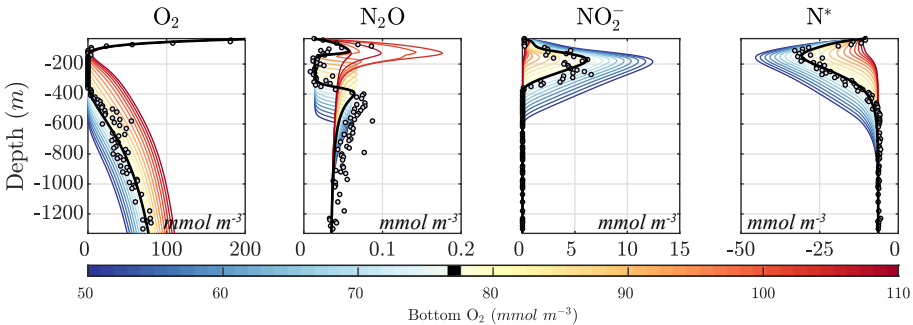 O₂ N₂O NO₂⁻ N*
Depth (m)
-200
-400
-600
-800
-1000
-1200
mmol m⁻³ mmol m⁻³ mmol m⁻³ mmol m⁻³
0 100 200 0 0.1 0.2 0 5 10 15 -50 -25 0
50 60 70 80 90 100 110
Bottom O₂ (mmol m⁻³)